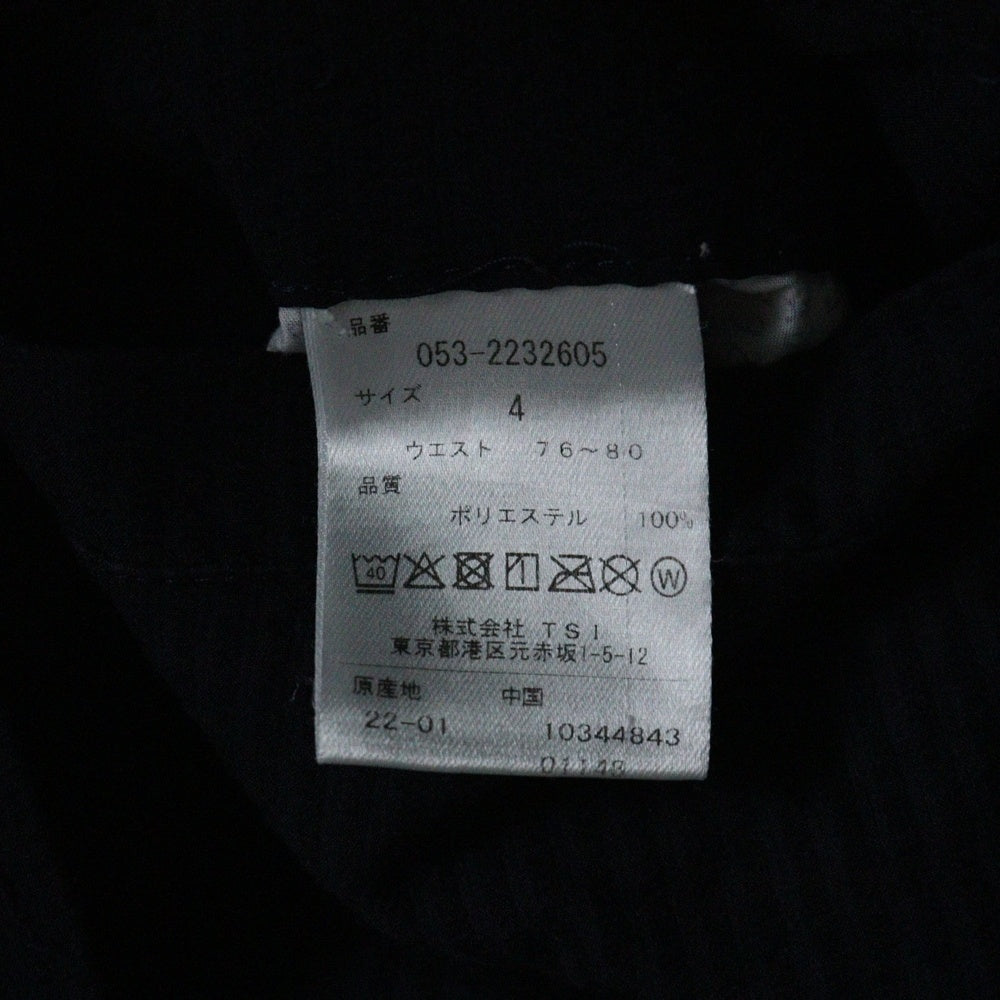 品番
053-2232605
サイズ
4
ウエスト 76～80
品質
ポリエステル 100%
40 W
株式会社 TSI
東京都港区元赤坂1-5-12
原産地 中国
22-01 10344843
01148